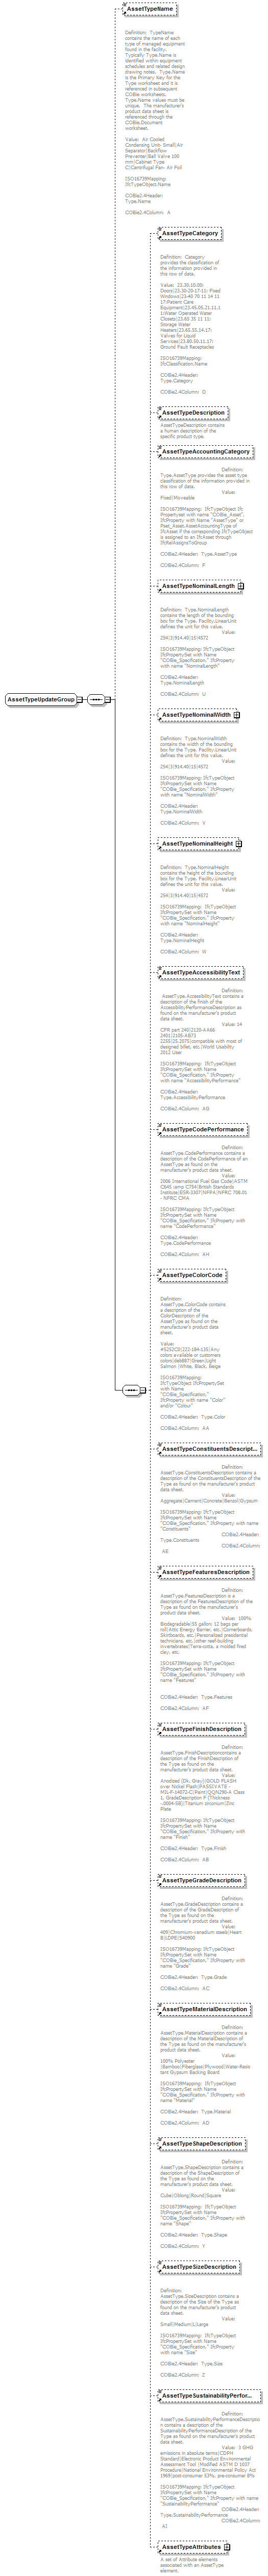 AssetTypeName
Definition: TypeName
contains the name of each
type of managed equipment
found in the facility.
Typically Type.Name is
identified within equipment
schedules and related design
drawing notes. Type.Name
is the Primary Key for the
Type worksheet and it is
referenced in subsequent
COBie worksheets.
Type.Name values must be
unique. The manufacturer's
product data sheet is
referenced through the
COBie.Document
worksheet.
Value: Air Cooled
Condensing Unit- Small|Air
Separator|Backflow
Preventer|Ball Valve 100
mm|Cabinet Type
C|Centrifugal Fan- Air Foil
ISO16739Mapping:
IfcTypeObject.Name
COBie2.4Header:
Type.Name
COBie2.4Column: A
AssetTypeCategory
Definition: Category
provides the classification of
the information provided in
this row of data.
Value: 23.30.10.00:
Doors|23.30-20-17-11: Fixed
Windows|23-40 70 11 14 11
17:Patient Care
Equipment|23.45.05.21.11.1
1:Water Operated Water
Closets|23.65 35 11 11:
Storage Water
Heaters|23.65.55.14.17:
Valves for Liquid
Services|23.80.50.11.17:
Ground Fault Receptacles
ISO16739Mapping:
IfcClassification.Name
COBie2.4Header:
Type.Category
COBie2.4Column: D
AssetTypeDescription
AssetTypeDescription contains
a human description of the
specific product type.
AssetTypeAccountingCategory
Definition:
Type.AssetType provides the asset type
classification of the information provided in
this row of data.
Value:
Fixed|Moveable
ISO16739Mapping: IfcTypeObject Ifc
Propertyset with name "COBie_Asset",
IfcProperty with Name "AssetType" or
Pset_Asset.AssetAccountingType of
IfcAsset if the corresponding IfcTypeObject
is assigned to an IfcAsset through
IfcRelAssignsToGroup
COBie2.4Header: Type.AssetType
COBie2.4Column: F
AssetTypeNominalLength
Definition: Type.NominalLength
contains the length of the bounding
box for the Type. Facility.LinearUnit
defines the unit for this value.
Value:
254|3|914.40|15|4572
ISO16739Mapping: IfcTypeObject
IfcPropertySet with Name
"COBie_Specification," IfcProperty
with name "NominalLength"
COBie2.4Header:
Type.NominalLength
COBie2.4Column: U
AssetTypeUpdateGroup
AssetTypeNominalWidth
Definition: Type.NominalWidth
contains the width of the bounding
box for the Type. Facility.LinearUnit
defines the unit for this value.
Value:
254|3|914.40|15|4572
ISO16739Mapping: IfcTypeObject
IfcPropertySet with Name
"COBie_Specification," IfcProperty
with name "NominalWidth"
COBie2.4Header:
Type.NominalWidth
COBie2.4Column: V
AssetTypeNominalHeight
Definition: Type.NominalHeight
contains the height of the bounding
box for the Type. Facility.LinearUnit
defines the unit for this value.
Value:
254|3|914.40|15|4572
ISO16739Mapping: IfcTypeObject
IfcPropertySet with Name
"COBie_Specification," IfcProperty
with name "NominalHeight"
COBie2.4Header:
Type.NominalHeight
COBie2.4Column: W
AssetTypeAccessibilityText
Definition:
AssetType.AccessibilityText contains a
description of the finish of the
AccessibilityPerformanceDescription as
found on the manufacturer's product
data sheet.
Value: 14
CFR part 240|2120-AA66
2401|2105-AB73
2255|25.2075|compatible with most of
designed bidet, etc.|World Usability
2012 User
ISO16739Mapping: IfcTypeObject
IfcPropertySet with Name
"COBie_Specification," IfcProperty
with name "AccessibilityPerformance"
COBie2.4Header:
Type.AccessibilityPerformance
COBie2.4Column: AG
AssetTypeCodePerformance
Definition:
AssetType.CodePerformance contains a
description of the CodePerformance of an
AssetType as found on the
manufacturer's product data sheet.
Value:
2006 International Fuel Gas Code|ASTM
C645 :amp C754|British Standards
Institute|ESR-3307|NFPA|NFRC 708.01
- NFRC CMA
ISO16739Mapping: IfcTypeObject
IfcPropertySet with Name
"COBie_Specification," IfcProperty with
name "CodePerformance"
COBie2.4Header:
Type.CodePerformance
COBie2.4Column: AH
AssetTypeColorCode
Definition:
AssetType.ColorCode contains
a description of the
ColorDescription of the
AssetType as found on the
manufacturer's product data
sheet.
Value:
#5202C8|222-184-135|Any
colors available or customers
colors|deb887|Green|Light
Salmon |White, Black, Beige
ISO16739Mapping:
IfcTypeObject IfcPropertySet
with Name
"COBie_Specification,"
IfcProperty with name "Color"
and/or "Colour"
COBie2.4Header: Type.Color
COBie2.4Column: AA
AssetTypeConstituentsDescript...
Definition:
AssetType.ConstituentsDescription contains a
description of the ConstituentsDescription of the
Type as found on the manufacturer's product
data sheet.
Value:
Aggregate|Cement|Concrete|Benzol|Gypsum
ISO16739Mapping: IfcTypeObject
IfcPropertySet with Name
"COBie_Specification," IfcProperty with name
"Constituents"
COBie2.4Header:
Type.Constituents
COBie2.4Column:
AE
AssetTypeFeaturesDescription
Definition:
AssetType.FeaturesDescription is a
description of the FeaturesDescription of the
Type as found on the manufacturer's
product data sheet.
Value: 100%
Biodegradable|55 gallon; 12 bags per
roll|Attic Energy Barrier, etc.|Cornerboards,
Skirtboards, etc.|Personalized presidential
technicians, etc.|other reef-building
invertebrates|Terra-cotta, a molded fired
clay; etc.
ISO16739Mapping: IfcTypeObject
IfcPropertySet with Name
"COBie_Specification," IfcProperty with name
"Features"
COBie2.4Header: Type.Features
COBie2.4Column: AF
AssetTypeFinishDescription
Definition:
AssetType.FinishDescriptioncontains a
description of the FinishDescription of
the Type as found on the
manufacturer's product data sheet.
Value:
Anodised (Dk. Gray)|GOLD FLASH
over Nickel Flash|PASSIVATE -
MIL-F-14072-C|Paint|QQN290-A Class
1, GradeDescription F (Thickness
-.0004-SB)|Titanium zirconium|Zinc
Plate
ISO16739Mapping: IfcTypeObject
IfcPropertySet with Name
"COBie_Specification," IfcProperty with
name "Finish"
COBie2.4Header: Type.Finish
COBie2.4Column: AB
AssetTypeGradeDescription
Definition:
AssetType.GradeDescription contains a
description of the GradeDescription of
the Type as found on the
manufacturer's product data sheet.
Value:
409|Chromium-vanadium steels|Heart
B|LDPE|S40900
ISO16739Mapping: IfcTypeObject
IfcPropertySet with Name
"COBie_Specification," IfcProperty with
name "Grade"
COBie2.4Header: Type.Grade
COBie2.4Column: AC
AssetTypeMaterialDescription
Definition:
AssetType.MaterialDescription contains a
description of the MaterialDescription of
the Type as found on the manufacturer's
product data sheet.
Value:
100% Polyester
|Bamboo|Fiberglass|Plywood|Water-Resis
tant Gypsum Backing Board
ISO16739Mapping: IfcTypeObject
IfcPropertySet with Name
"COBie_Specification," IfcProperty with
name "Material"
COBie2.4Header: Type.Material
COBie2.4Column: AD
AssetTypeShapeDescription
Definition:
AssetType.ShapeDescription contains a
description of the ShapeDescription of
the Type as found on the
manufacturer's product data sheet.
Value:
Cube|Oblong|Round|Square
ISO16739Mapping: IfcTypeObject
IfcPropertySet with Name
"COBie_Specification," IfcProperty with
name "Shape"
COBie2.4Header: Type.Shape
COBie2.4Column: Y
AssetTypeSizeDescription
Definition:
AssetType.SizeDescription contains a
description of the Size of the Type as
found on the manufacturer's product
data sheet.
Value:
Small|Medium|L|Large
ISO16739Mapping: IfcTypeObject
IfcPropertySet with Name
"COBie_Specification," IfcProperty
with name "Size"
COBie2.4Header: Type.Size
COBie2.4Column: Z
AssetTypeSustainabilityPerfor...
Definition:
AssetType.SustainabilityPerformanceDescriptio
n contains a description of the
SustainabilityPerformanceDescription of the
Type as found on the manufacturer's product
data sheet.
Value: 3 GHG
emissions in absolute terms|CDPH
Standard|Electronic Product Environmental
Assessment Tool |Modified ASTM D 1037
Procedure|National Environmental Policy Act
1969|post-consumer 53%, pre-consumer 8%
ISO16739Mapping: IfcTypeObject
IfcPropertySet with Name
"COBie_Specification," IfcProperty with name
"SustainabilityPerformance"
COBie2.4Header:
Type.SustainabilityPerformance
COBie2.4Column:
AI
AssetTypeAttributes
A set of Attribute elements
associated with an AssetType
element.